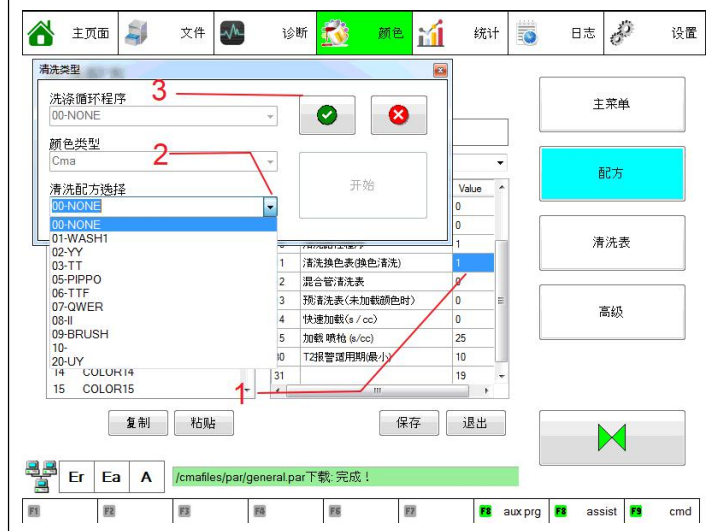 主页面 文件 诊断 颜色 统计 日志 设置
清洗类型
洗涤循环程序 3
00-NONE
颜色类型
Cma 2
清洗配方选择 开始
00-NONE
00-NONE
01-WASH1
02-YY
03-TT
05-PIPPO
06-TTF
07-QWER
08-II
09-BRUSH
10-
20-UY
14 COLOR14
15 COLOR15
Value
0
0
1
1 清洗换色表(换色清洗) 1
2 混合管清洗表 0
3 预清洗表(未加载颜色时) 0
4 快速加载(s / cc) 0
5 加载 喷枪 (s/cc) 25
30 T2报警适用期(最小) 10
31 19
1
主菜单
配方
清洗表
高级
复制 粘贴 保存 退出
Er Ea A /cmafiles/par/general.par下载: 完成！
F1 F2 F3 F4 F6 F7 F8 aux prg F8 assist F9 cmd